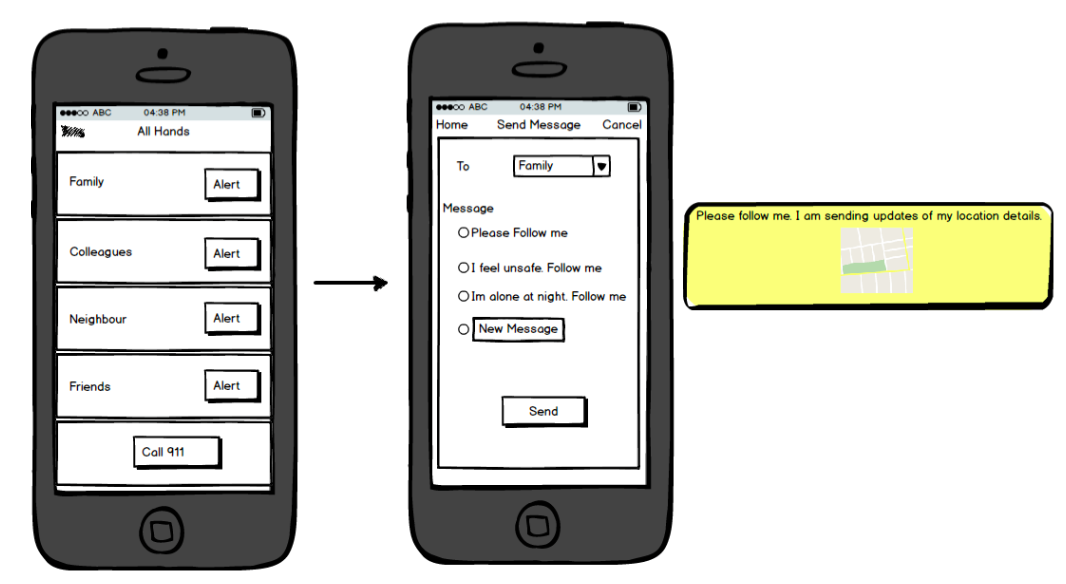 ABC 04:38 PM
All Hands
Family Alert
Colleagues Alert
Neighbour Alert
Friends Alert
Call 911
ABC 04:38 PM
Home Send Message Cancel
To Family
Message
Please Follow me
I feel unsafe. Follow me
Im alone at night. Follow me
New Message
Send
Please follow me. I am sending updates of my location details.